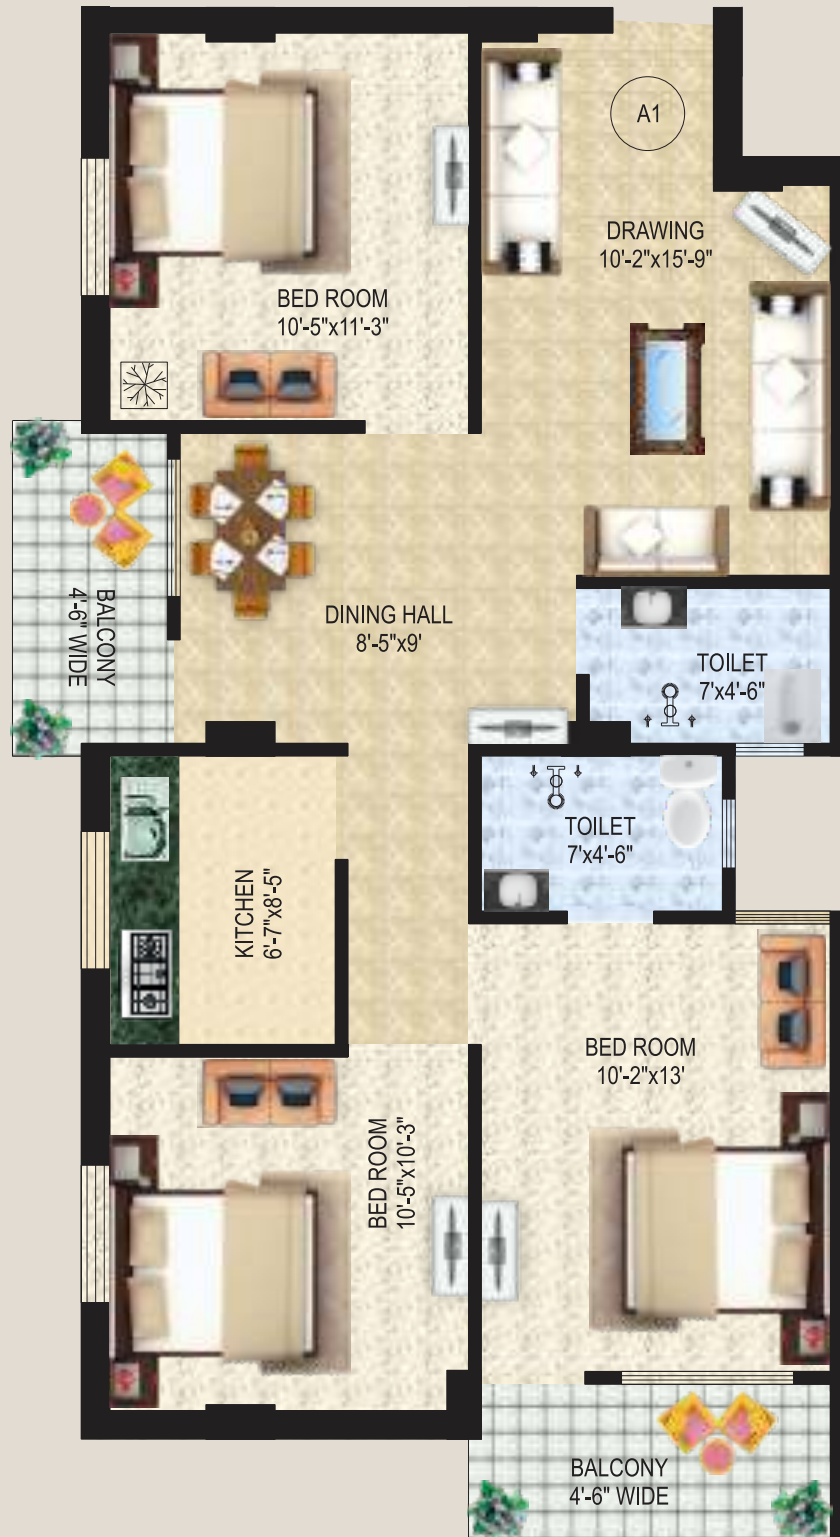 A1
DRAWING
10'-2"x15'-9"
BED ROOM
10'-5"x11'-3"
BALCONY
4'-6" WIDE
DINING HALL
8'-5"x9'
TOILET
7'x4'-6"
TOILET
7'x4'-6"
KITCHEN
6'-7"x8'-5"
BED ROOM
10'-2"x13'
BED ROOM
10'-5"x10'-3"
BALCONY
4'-6" WIDE